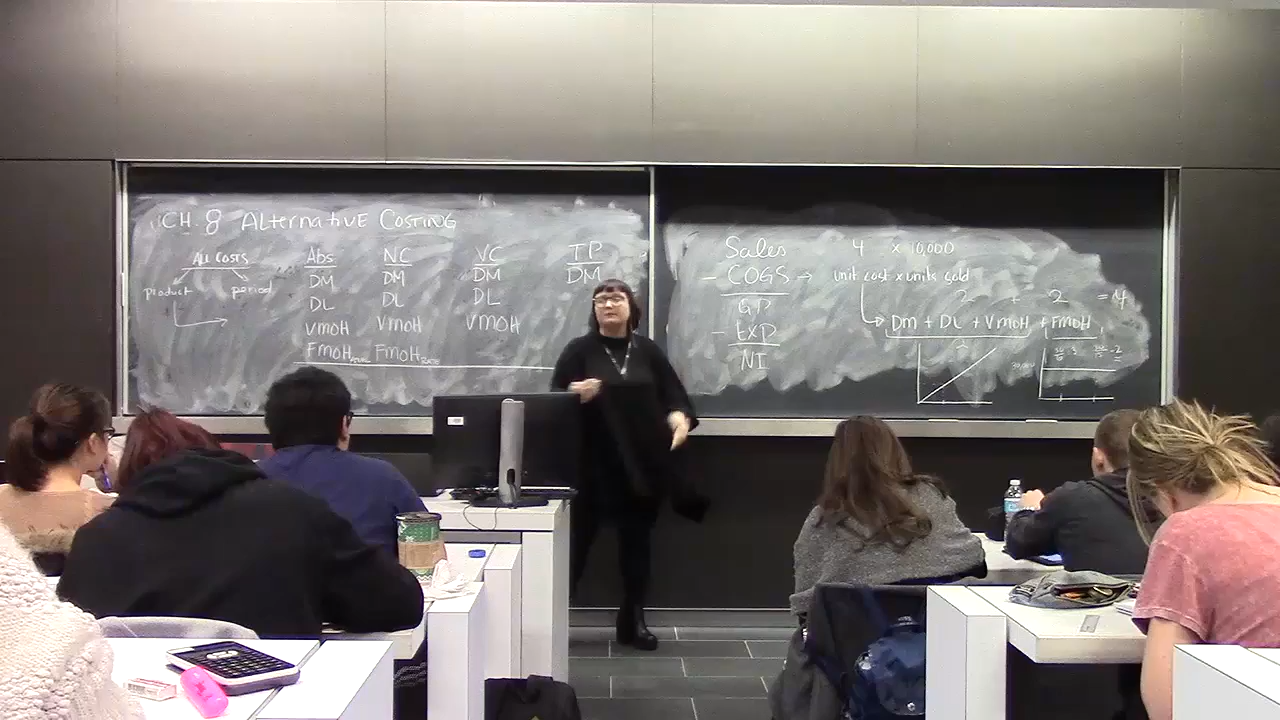 CH. 8 Alternative Costing
All Costs
product period
Abs NC VC TP
DM DM DM DM
DL DL DL
VMOH VMOH VMOH
FMOH FMOH RATE
Sales 4 x 10,000
- COGS → unit cost x units sold
GP 2 + 2 = 4
- EXP DM + DL + VMOH + FMOH
NI